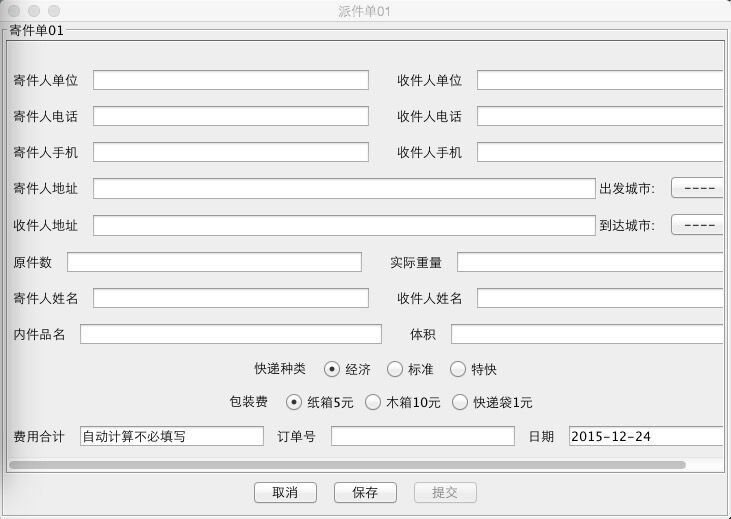 派件单01
寄件单01
寄件人单位 收件人单位
寄件人电话 收件人电话
寄件人手机 收件人手机
寄件人地址 出发城市: ----
收件人地址 到达城市: ----
原件数 实际重量
寄件人姓名 收件人姓名
内件品名 体积
快递种类 经济 标准 特快
包装费 纸箱5元 木箱10元 快递袋1元
费用合计 自动计算不必填写 订单号 日期 2015-12-24
取消 保存 提交